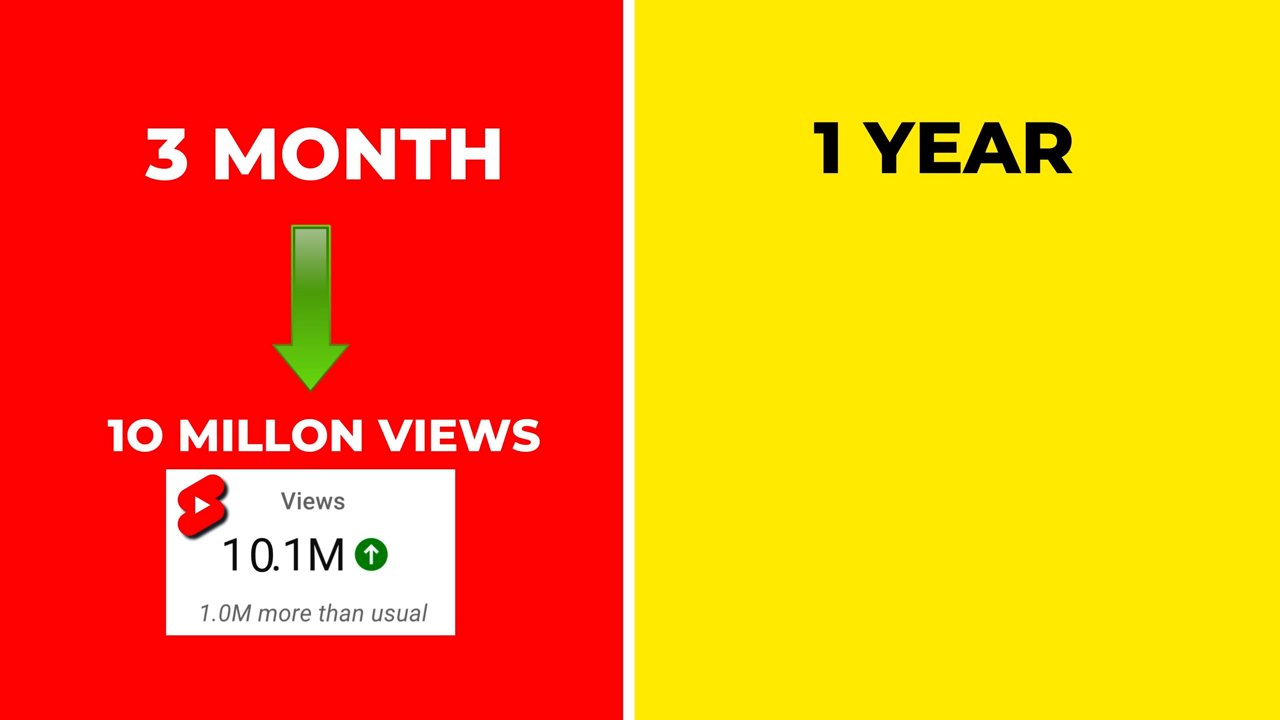 3 MONTH
10 MILLON VIEWS
Views
10.1M
1.0M more than usual
1 YEAR